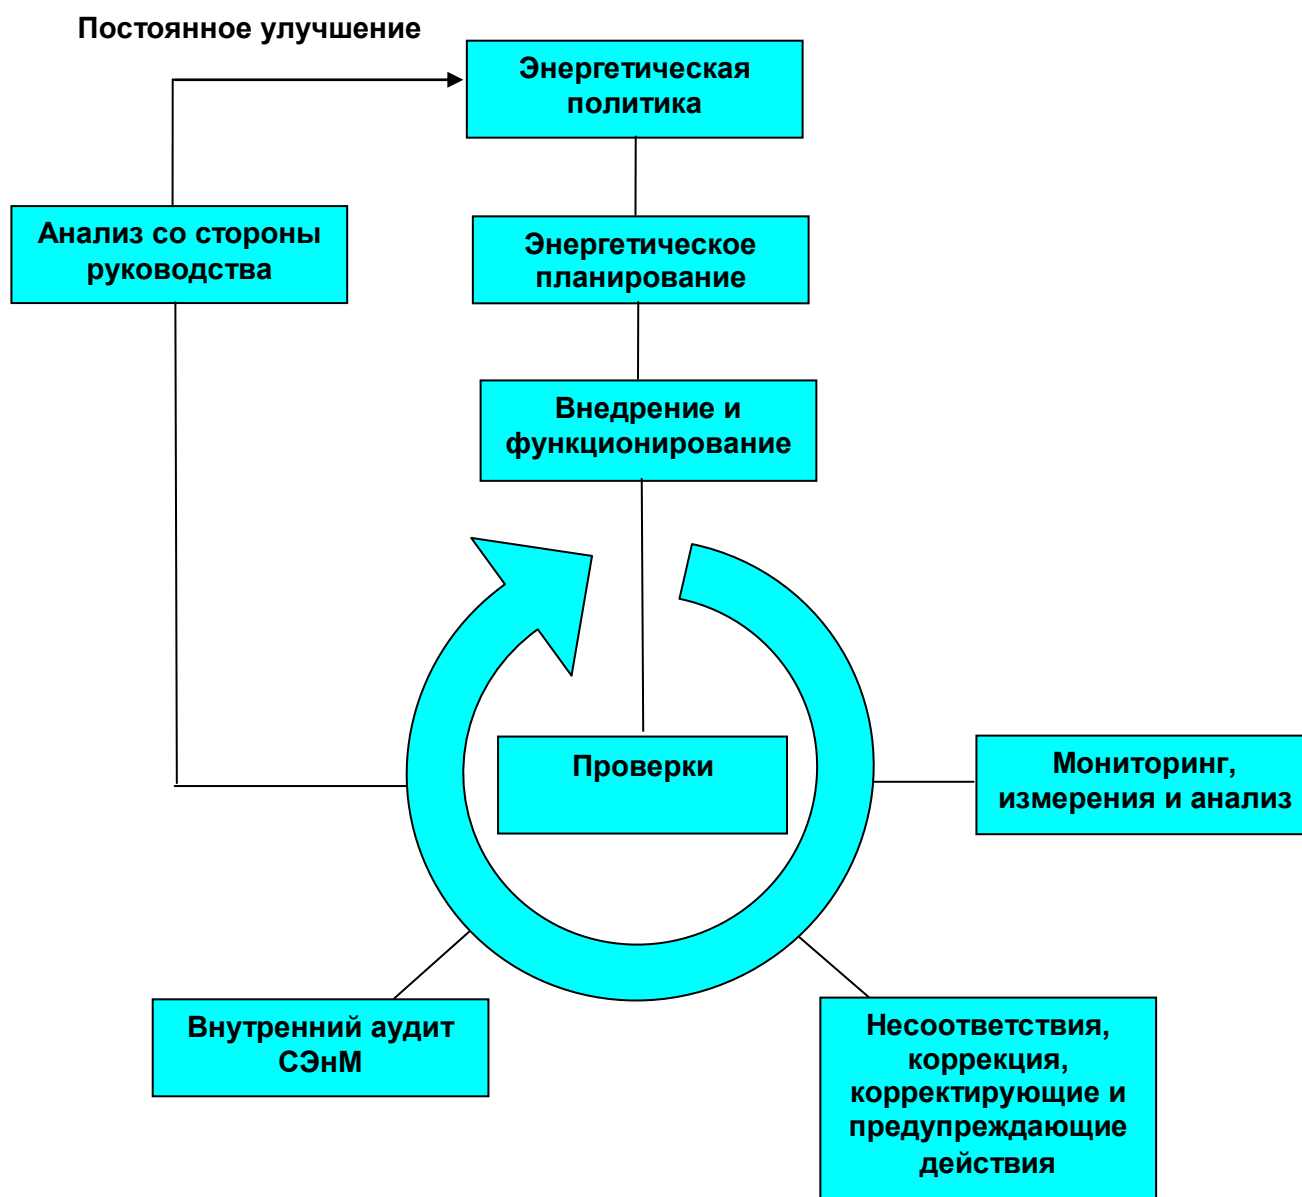 Постоянное улучшение
Энергетическая
политика
Анализ со стороны
руководства
Энергетическое
планирование
Внедрение и
функционирование
Проверки
Мониторинг,
измерения и анализ
Внутренний аудит
СЭнМ
Несоответствия,
коррекция,
корректирующие и
предупреждающие
действия